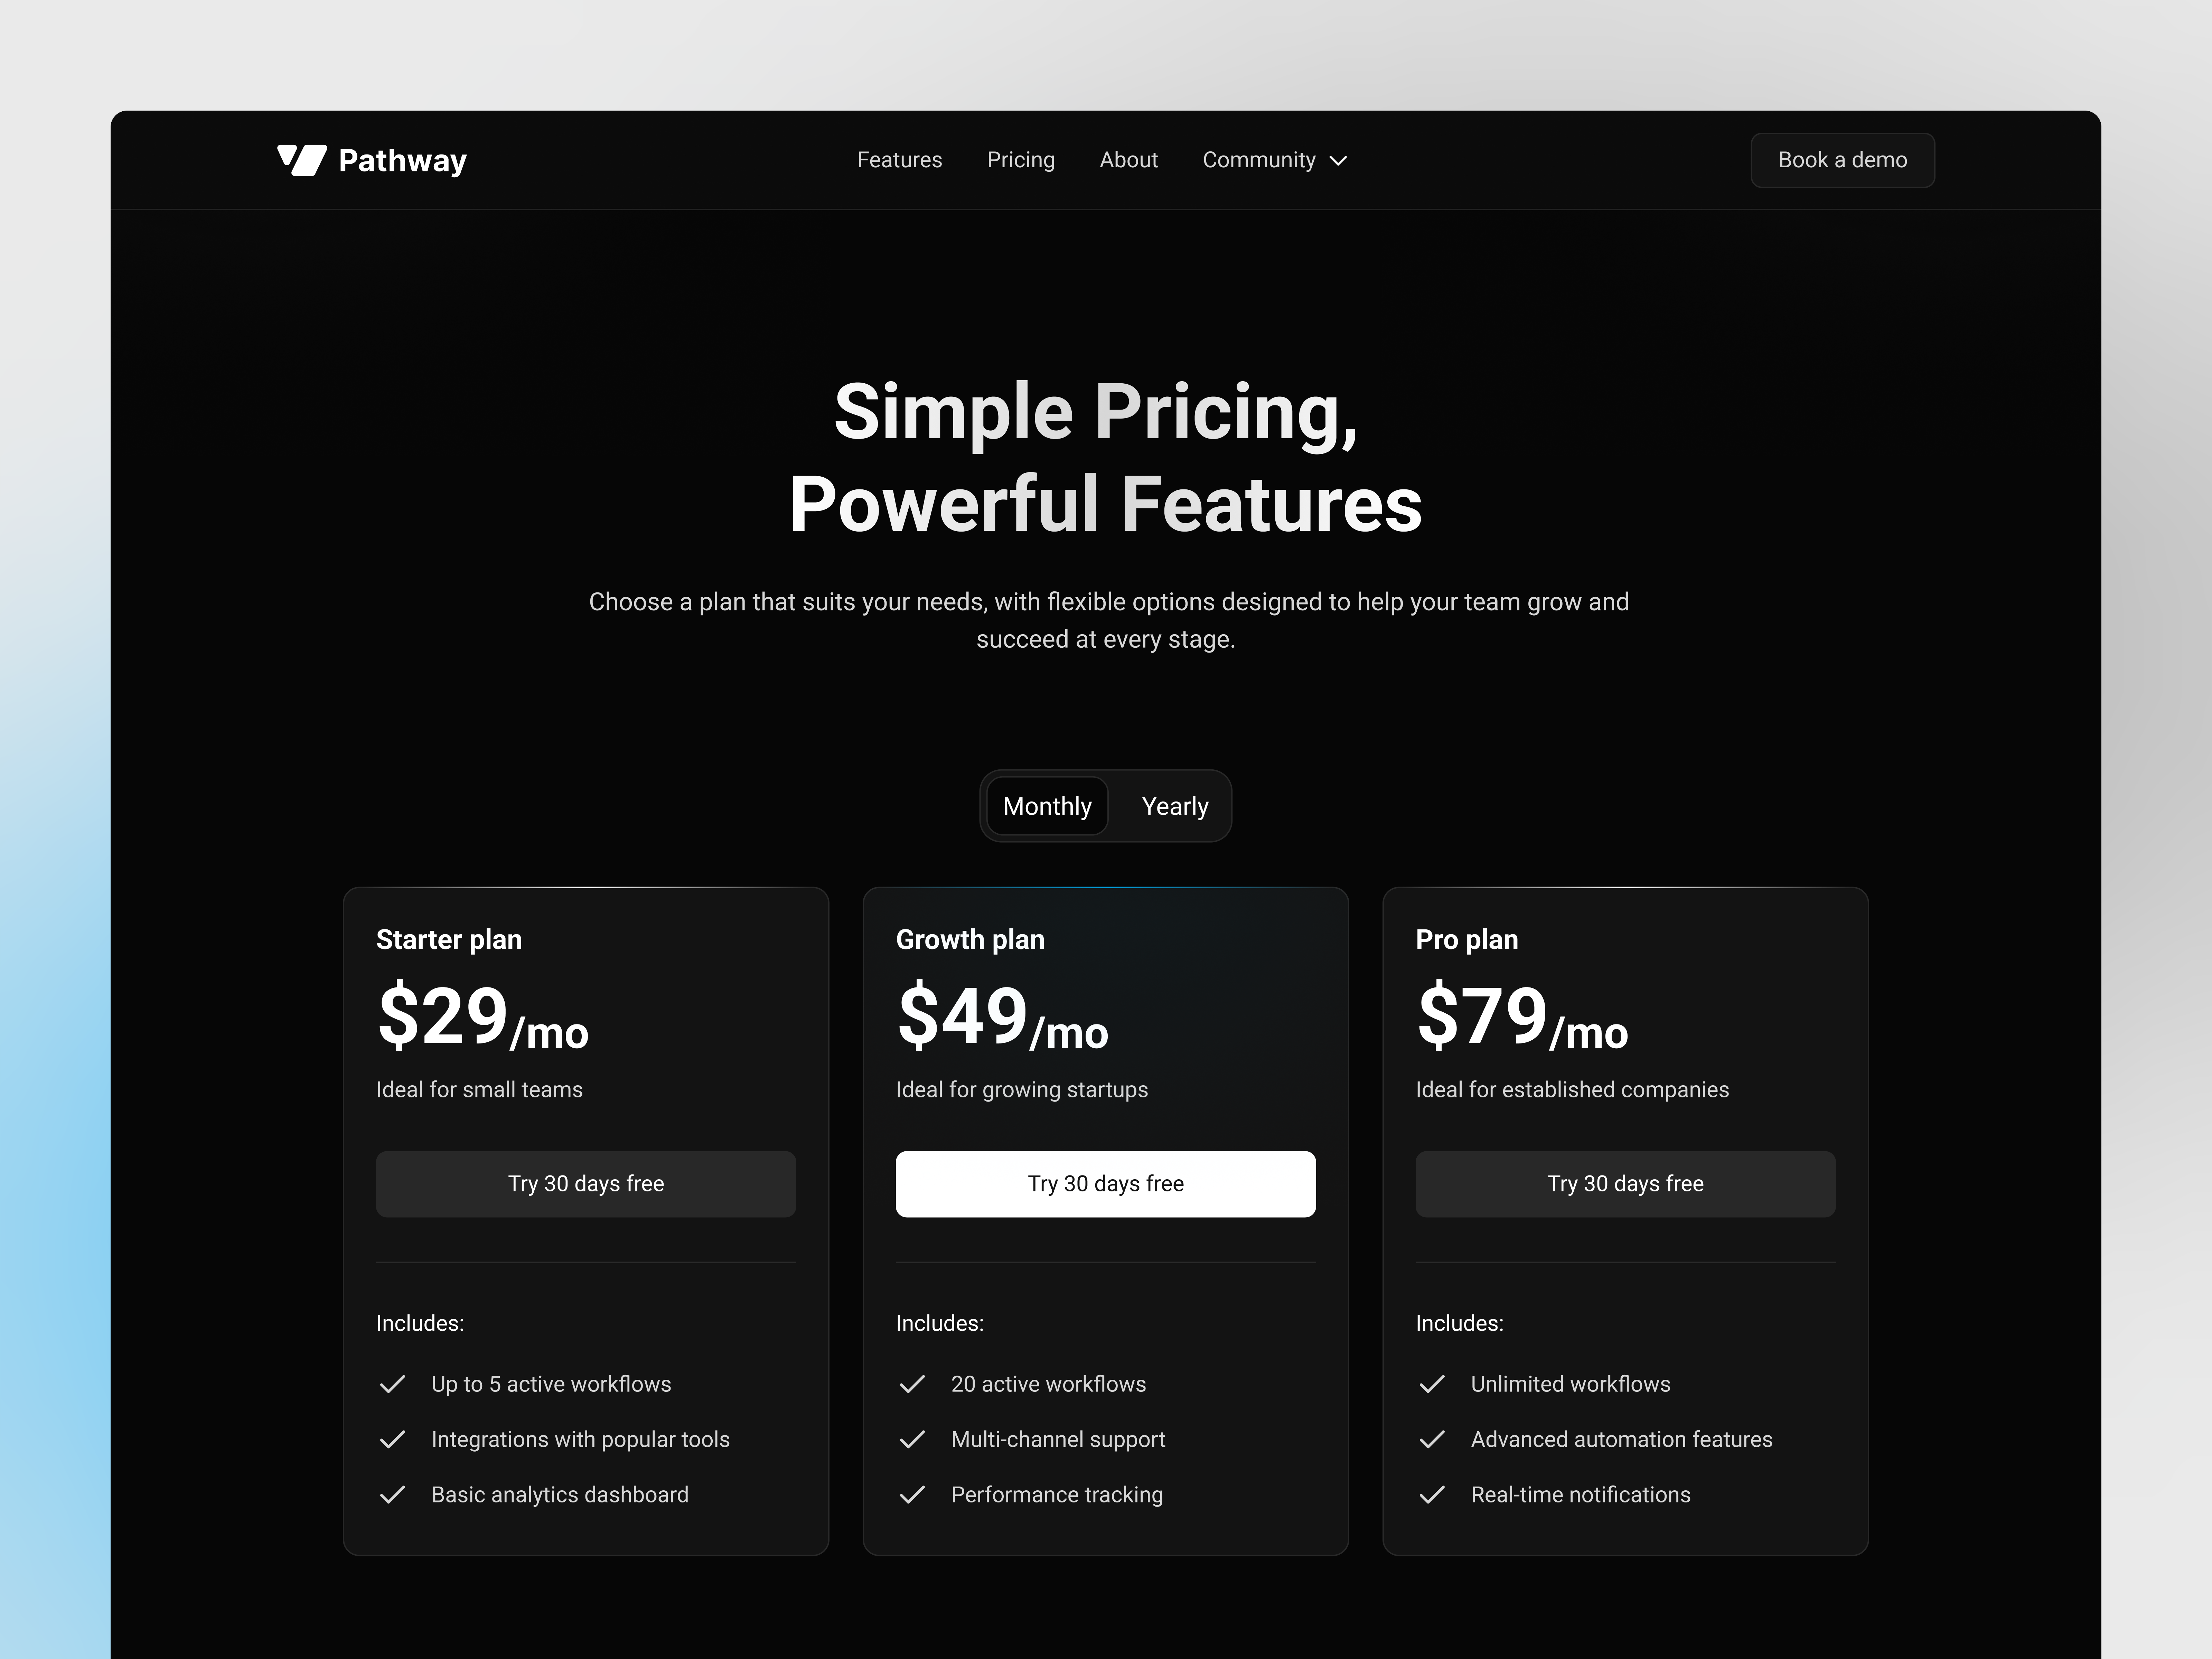 Pathway
Features
Pricing
About
Community
Book a demo
Simple Pricing,
Powerful Features
Choose a plan that suits your needs, with flexible options designed to help your team grow and
succeed at every stage.
Monthly
Yearly
Starter plan
$29/mo
Ideal for small teams
Try 30 days free
Includes:
Up to 5 active workflows
Integrations with popular tools
Basic analytics dashboard
Growth plan
$49/mo
Ideal for growing startups
Try 30 days free
Includes:
20 active workflows
Multi-channel support
Performance tracking
Pro plan
$79/mo
Ideal for established companies
Try 30 days free
Includes:
Unlimited workflows
Advanced automation features
Real-time notifications